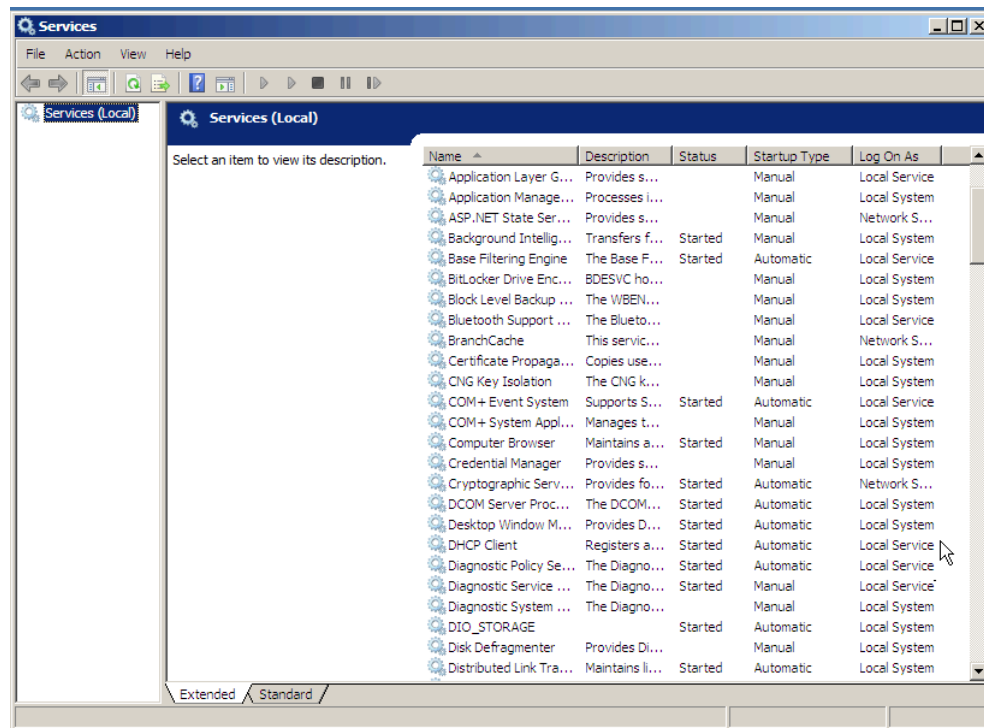 Services
File Action View Help
Services (Local)
Services (Local)
Select an item to view its description.
Name Description Status Startup Type Log On As
Application Layer G... Provides s... Manual Local Service
Application Manage... Processes i... Manual Local System
ASP.NET State Ser... Provides s... Manual Network S...
Background Intellig... Transfers f... Started Manual Local System
Base Filtering Engine The Base F... Started Automatic Local Service
BitLocker Drive Enc... BDESVC ho... Manual Local System
Block Level Backup ... The WBEN... Manual Local System
Bluetooth Support ... The Blueto... Manual Local Service
BranchCache This servic... Manual Network S...
Certificate Propaga... Copies use... Manual Local System
CNG Key Isolation The CNG k... Manual Local System
COM+ Event System Supports S... Started Automatic Local Service
COM+ System Appl... Manages t... Manual Local System
Computer Browser Maintains a... Started Manual Local System
Credential Manager Provides s... Manual Local System
Cryptographic Serv... Provides fo... Started Automatic Network S...
DCOM Server Proc... The DCOM... Started Automatic Local System
Desktop Window M... Provides D... Started Automatic Local System
DHCP Client Registers a... Started Automatic Local Service
Diagnostic Policy Se... The Diagno... Started Automatic Local Service
Diagnostic Service ... The Diagno... Started Manual Local Service
Diagnostic System ... The Diagno... Manual Local System
DIO_STORAGE Started Automatic Local System
Disk Defragmenter Provides Di... Manual Local System
Distributed Link Tra... Maintains li... Started Automatic Local System
Extended Standard